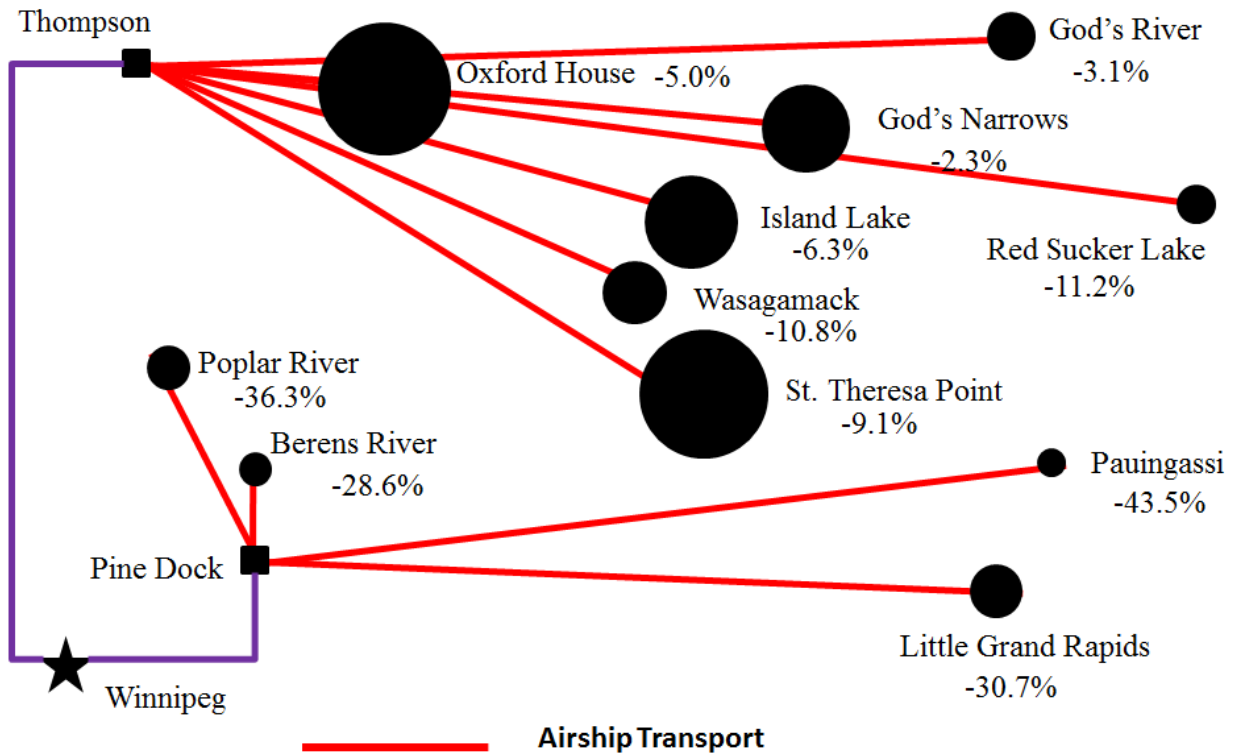 Thompson
God's River
-3.1%
Oxford House -5.0%
God's Narrows
-2.3%
Island Lake
-6.3%
Red Sucker Lake
-11.2%
Wasagamack
-10.8%
Poplar River
-36.3%
St. Theresa Point
-9.1%
Berens River
-28.6%
Pauingassi
-43.5%
Pine Dock
Little Grand Rapids
-30.7%
Winnipeg
Airship Transport